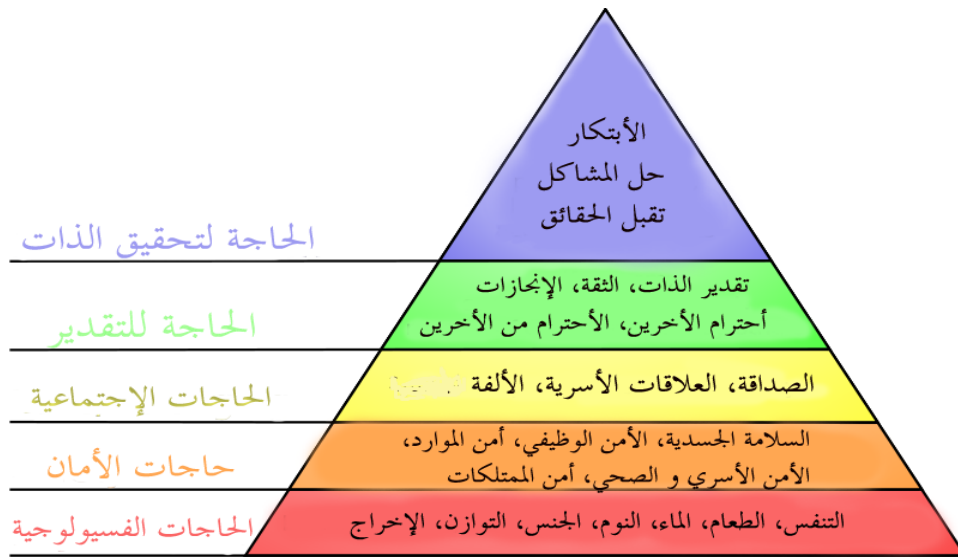 الأبتكار
حل المشاكل
تقبل الحقائق
الحاجة لتحقيق الذات
تقدير الذات، الثقة، الإنجازات
أحترام الأخرين، الأحترام من الأخرين
الحاجة للتقدير
الصداقة، العلاقات الأسرية، الألفة
الحاجات الإجتماعية
السلامة الجسدية، الأمن الوظيفي، أمن الموارد،
الأمن الأسري و الصحي، أمن الممتلكات
حاجات الأمان
التنفس، الطعام، الماء، النوم، الجنس، التوازن، الإخراج
الحاجات الفسيولوجية